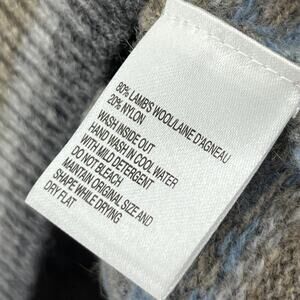 80% LAMBS WOOL/LAINE D'AGNEAU
20% NYLON
WASH INSIDE OUT
HAND WASH IN COOL WATER
WITH MILD DETERGENT
DO NOT BLEACH
MAINTAIN ORIGINAL SIZE AND
SHAPE WHILE DRYING
DRY FLAT